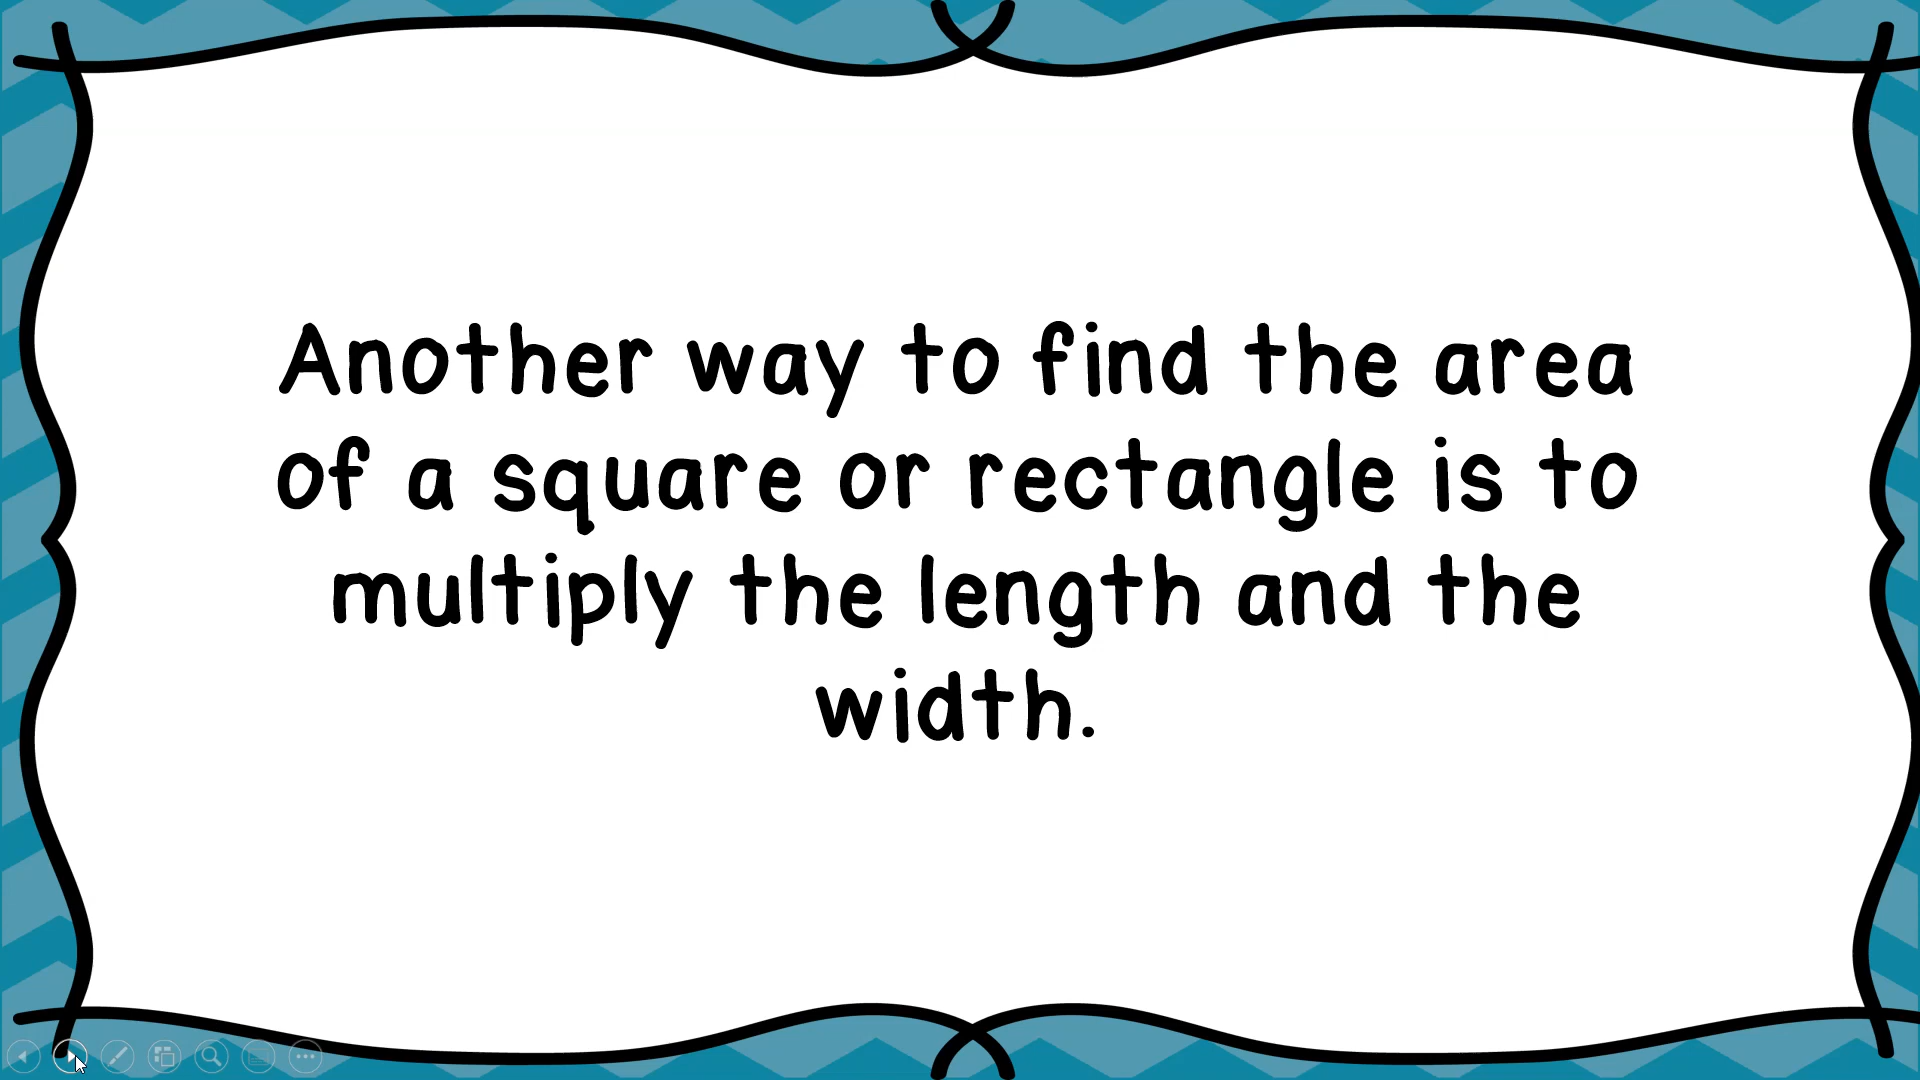 Another way to find the area
of a square or rectangle is to
multiply the length and the
width.